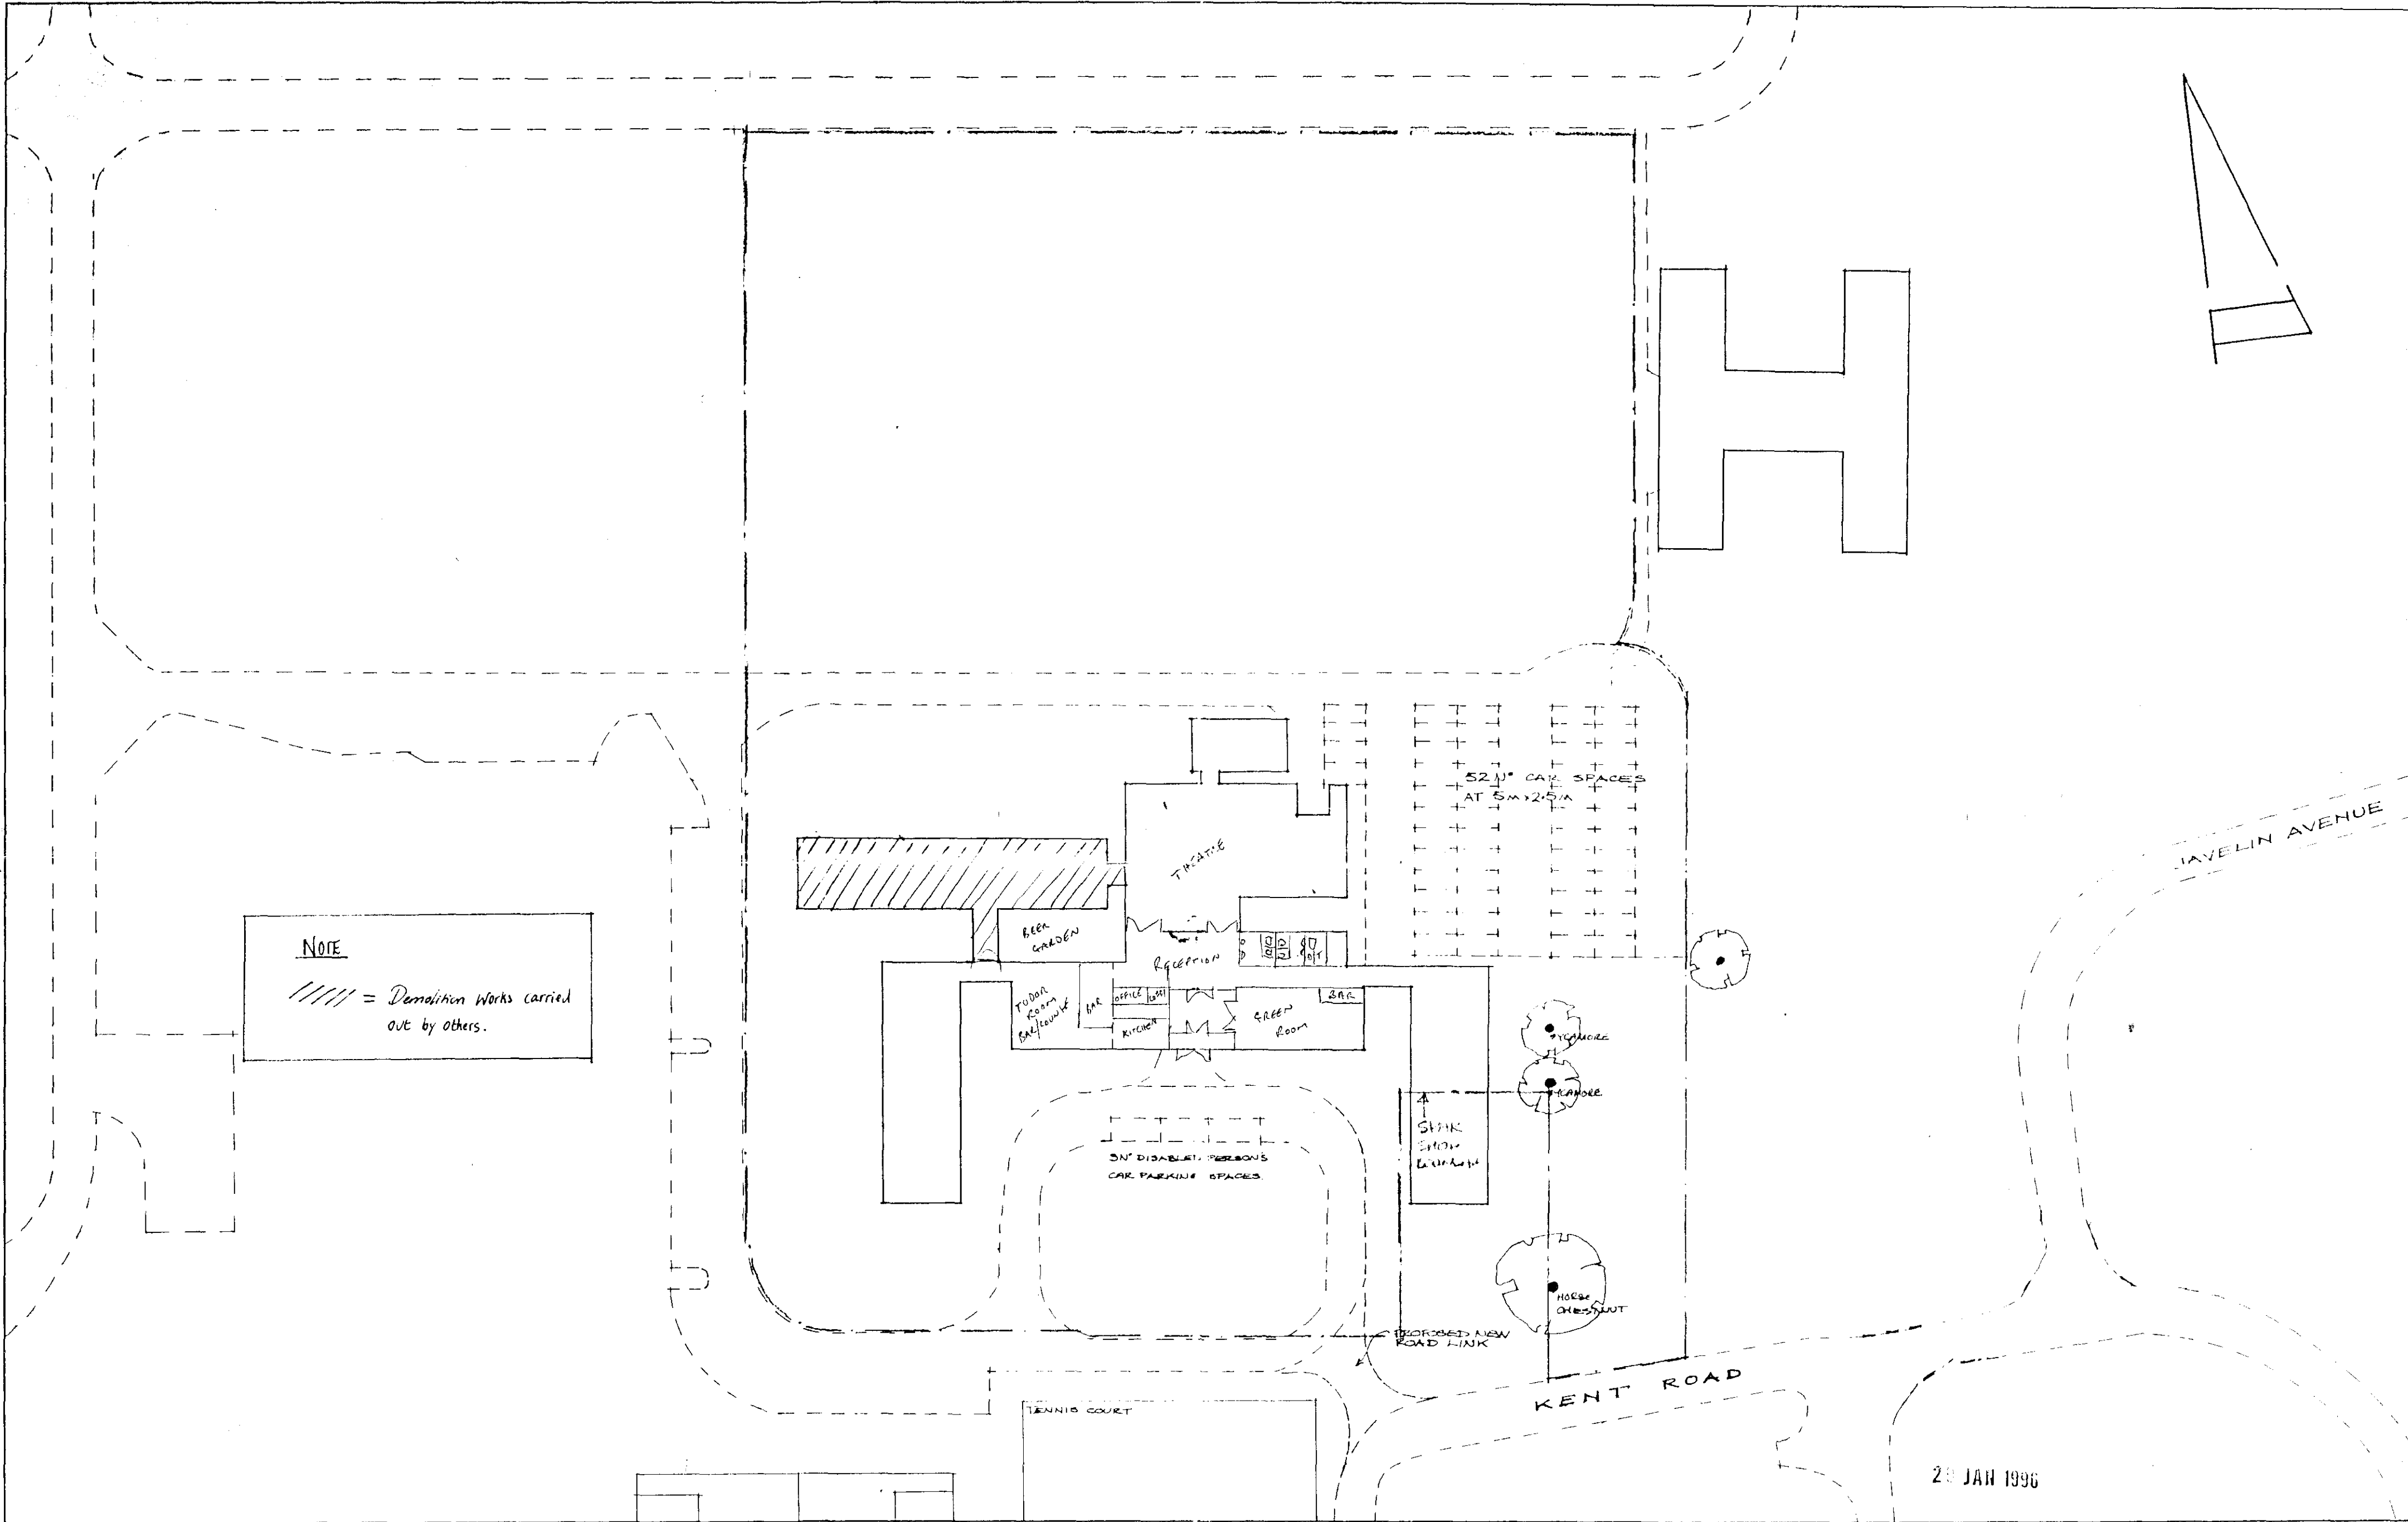 52 Nº CAR SPACES
AT 5M×2.5M
JAVELIN AVENUE
THEATRE
BEER
GARDEN
NOTE
= Demolition Works carried
out by others.
RECEPTION
TUDOR
ROOM
BAR/LOUNGE
BAR
OFFICE
KITCHEN
GREEN
ROOM
BAR
SYCAMORE
SYCAMORE
3Nº DISABLED PERSONS
CAR PARKING SPACES
HORSE
CHESTNUT
PROPOSED NEW
ROAD LINK
KENT ROAD
TENNIS COURT
JAN 1996